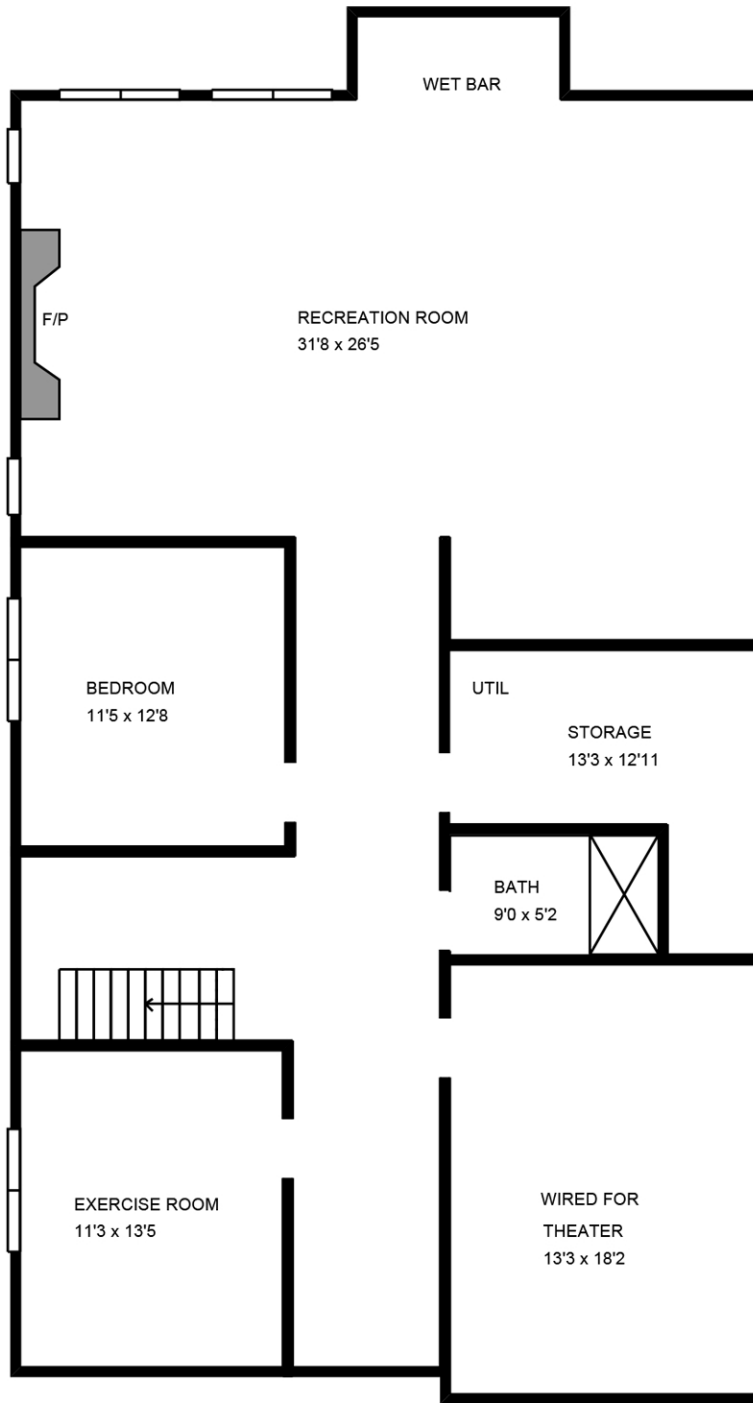 WET BAR
F/P
RECREATION ROOM
31'8 x 26'5
BEDROOM
11'5 x 12'8
UTIL
STORAGE
13'3 x 12'11
BATH
9'0 x 5'2
EXERCISE ROOM
11'3 x 13'5
WIRED FOR
THEATER
13'3 x 18'2